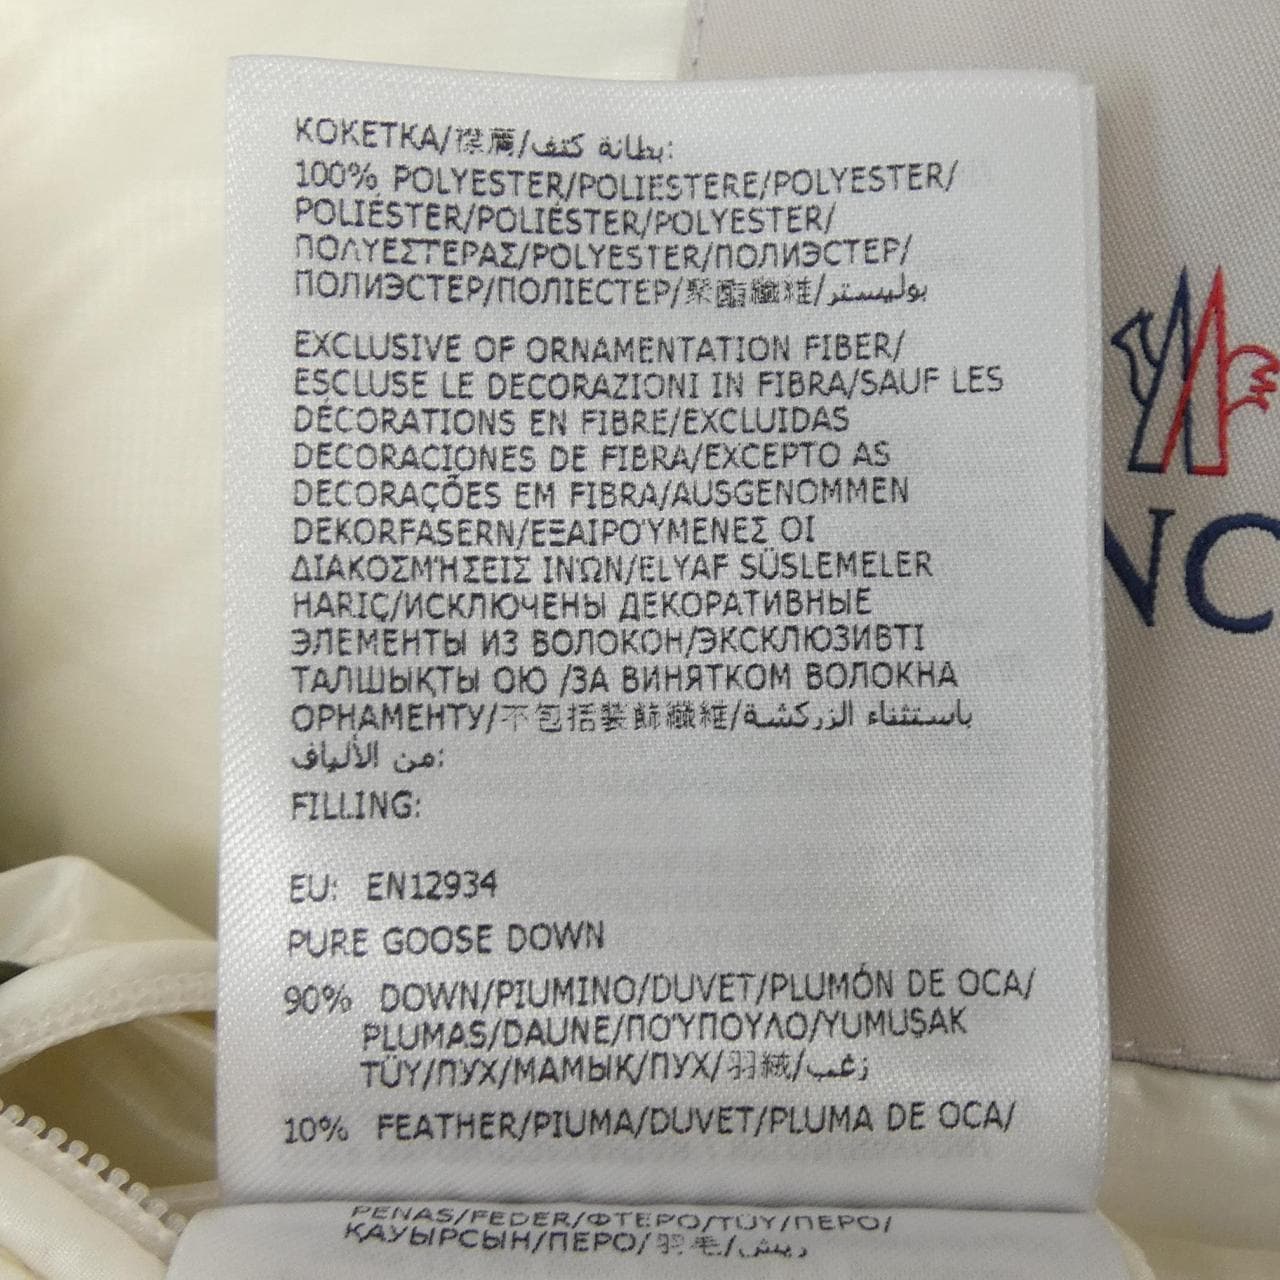 КОКЕТКА/襟薦/بطانة كتف:
100% POLYESTER/POLIESTERE/POLYESTER/
POLIÉSTER/POLIÉSTER/POLYESTER/
ΠΟΛΥΕΣΤΕΡΑΣ/POLYESTER/ПОЛИЭСТЕР/
ПОЛИЭСТЕР/ПОЛІЕСТЕР/聚酯纖維/بوليستر
EXCLUSIVE OF ORNAMENTATION FIBER/
ESCLUSE LE DECORAZIONI IN FIBRA/SAUF LES
DÉCORATIONS EN FIBRE/EXCLUIDAS
DECORACIONES DE FIBRA/EXCEPTO AS
DECORAÇÕES EM FIBRA/AUSGENOMMEN
DEKORFASERN/ΕΞΑΙΡΟΎΜΕΝΕΣ ΟΙ
ΔΙΑΚΟΣΜΉΣΕΙΣ ΙΝΏΝ/ELYAF SÜSLEMELER
HARIÇ/ИСКЛЮЧЕНЫ ДЕКОРАТИВНЫЕ
ЭЛЕМЕНТЫ ИЗ ВОЛОКОН/ЭКСКЛЮЗИВТІ
ТАЛШЫҚТЫ ОЮ /ЗА ВИНЯТКОМ ВОЛОКНА
ОРНАМЕНТУ/不包括裝飾纖維/باستثناء الزركشة
من الألياف:
FILLING:
EU: EN12934
PURE GOOSE DOWN
90% DOWN/PIUMINO/DUVET/PLUMÓN DE OCA/
PLUMAS/DAUNE/ΠΟΎΠΟΥΛΟ/YUMUŞAK
TÜY/ПУХ/МАМЫҚ/ПУХ/羽絨/زغب
10% FEATHER/PIUMA/DUVET/PLUMA DE OCA/
PENAS/FEDER/ΦΤΕΡΟ/TÜY/ПЕРО/
ҚАУЫРСЫН/ПЕРО/羽毛/ريش
NC